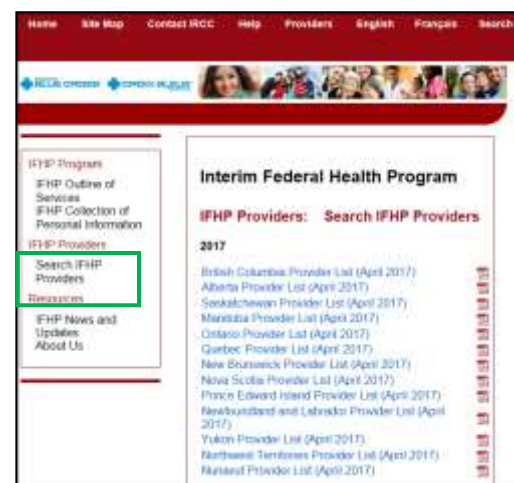 Home Site Map Contact IRCC Help Providers English Français Search
IFHP Program
IFHP Outline of
Services
IFHP Collection of
Personal Information
IFHP Providers
Search IFHP
Providers
Resources
IFHP News and
Updates
About Us
Interim Federal Health Program
IFHP Providers: Search IFHP Providers
2017
British Columbia Provider List (April 2017)
Alberta Provider List (April 2017)
Saskatchewan Provider List (April 2017)
Manitoba Provider List (April 2017)
Ontario Provider List (April 2017)
Quebec Provider List (April 2017)
New Brunswick Provider List (April 2017)
Nova Scotia Provider List (April 2017)
Prince Edward Island Provider List (April 2017)
Newfoundland and Labrador Provider List (April
2017)
Yukon Provider List (April 2017)
Northwest Territories Provider List (April 2017)
Nunavut Provider List (April 2017)